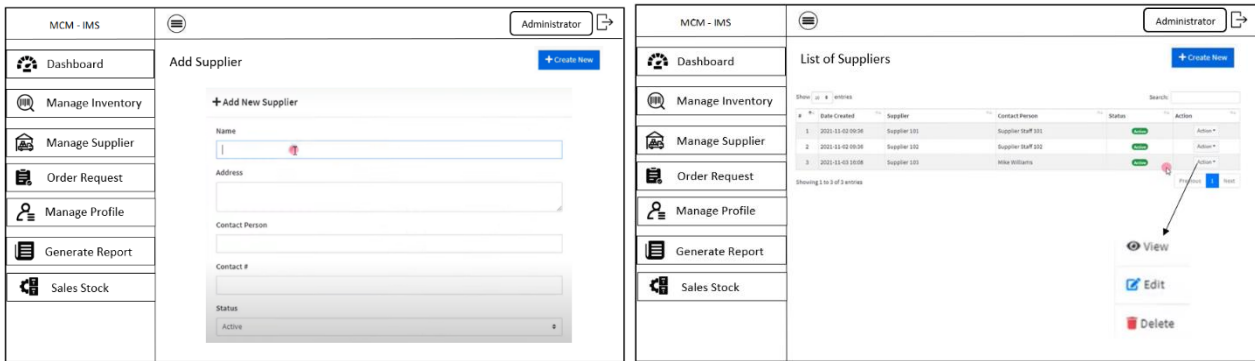 MCM - IMS
Administrator
Dashboard
Manage Inventory
Manage Supplier
Order Request
Manage Profile
Generate Report
Sales Stock
Add Supplier
+ Create New
+ Add New Supplier
Name
Address
Contact Person
Contact #
Status
Active
MCM - IMS
Administrator
Dashboard
Manage Inventory
Manage Supplier
Order Request
Manage Profile
Generate Report
Sales Stock
List of Suppliers
+ Create New
Show entries Search:
# Date Created Supplier Contact Person Status Action
1 2021-11-02 09:36 Supplier 101 Supplier Staff 101 Active Action
2 2021-11-02 09:36 Supplier 102 Supplier Staff 102 Active Action
3 2021-11-03 16:08 Supplier 103 Mike Williams Active Action
Showing 1 to 3 of 3 entries Previous 1 Next
View
Edit
Delete